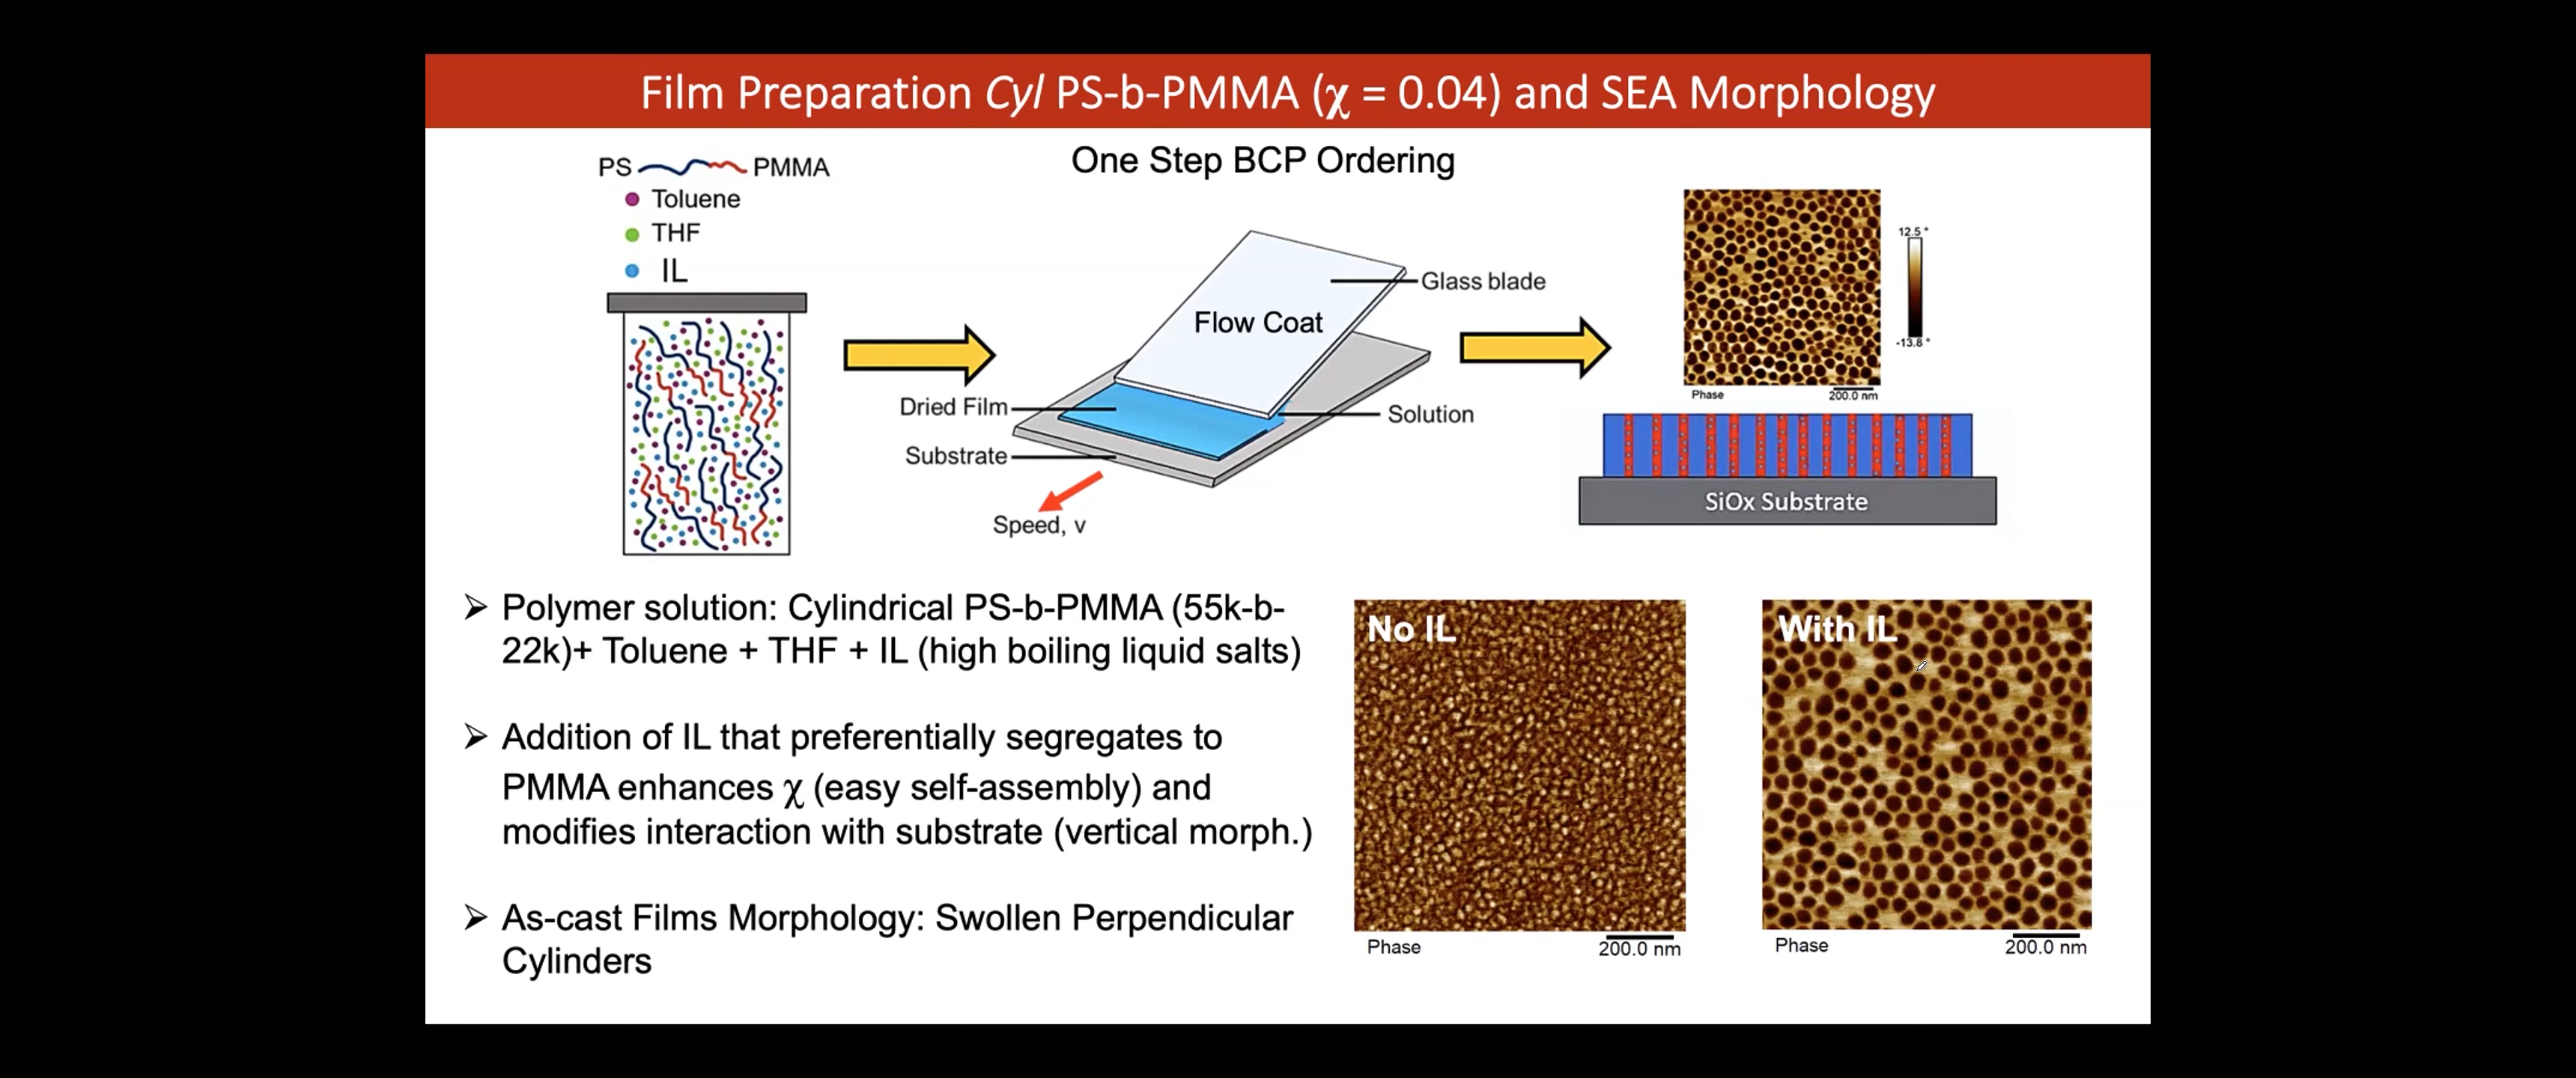 Film Preparation Cyl PS-b-PMMA (χ = 0.04) and SEA Morphology
One Step BCP Ordering
PS PMMA
Toluene
THF
IL
Glass blade
Flow Coat
Dried Film
Solution
Substrate
Speed, v
12.5 °
-13.8 °
Phase 200.0 nm
SiOx Substrate
➢ Polymer solution: Cylindrical PS-b-PMMA (55k-b-
22k)+ Toluene + THF + IL (high boiling liquid salts)
➢ Addition of IL that preferentially segregates to
PMMA enhances χ (easy self-assembly) and
modifies interaction with substrate (vertical morph.)
➢ As-cast Films Morphology: Swollen Perpendicular
Cylinders
No IL
Phase 200.0 nm
With IL
Phase 200.0 nm